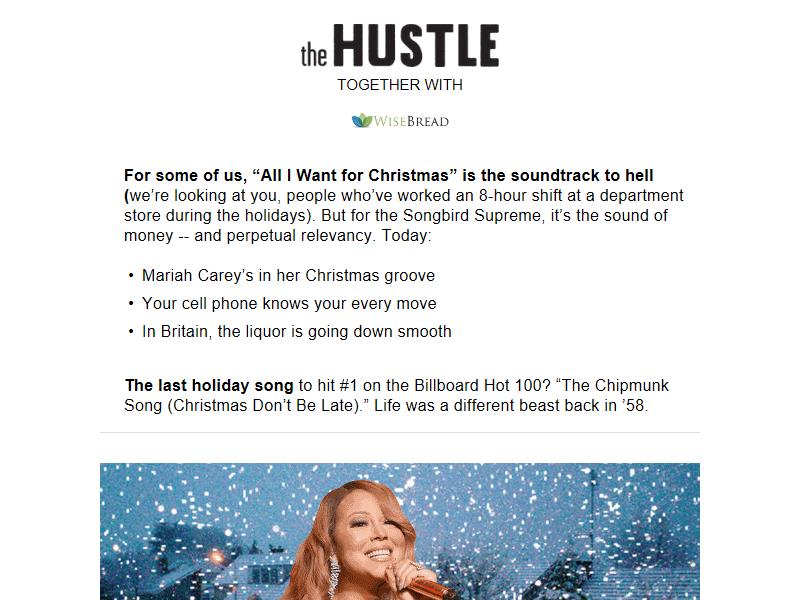 the HUSTLE
TOGETHER WITH
WISEBREAD
For some of us, “All I Want for Christmas” is the soundtrack to hell
(we’re looking at you, people who’ve worked an 8-hour shift at a department
store during the holidays). But for the Songbird Supreme, it’s the sound of
money -- and perpetual relevancy. Today:
• Mariah Carey’s in her Christmas groove
• Your cell phone knows your every move
• In Britain, the liquor is going down smooth
The last holiday song to hit #1 on the Billboard Hot 100? “The Chipmunk
Song (Christmas Don’t Be Late).” Life was a different beast back in ’58.